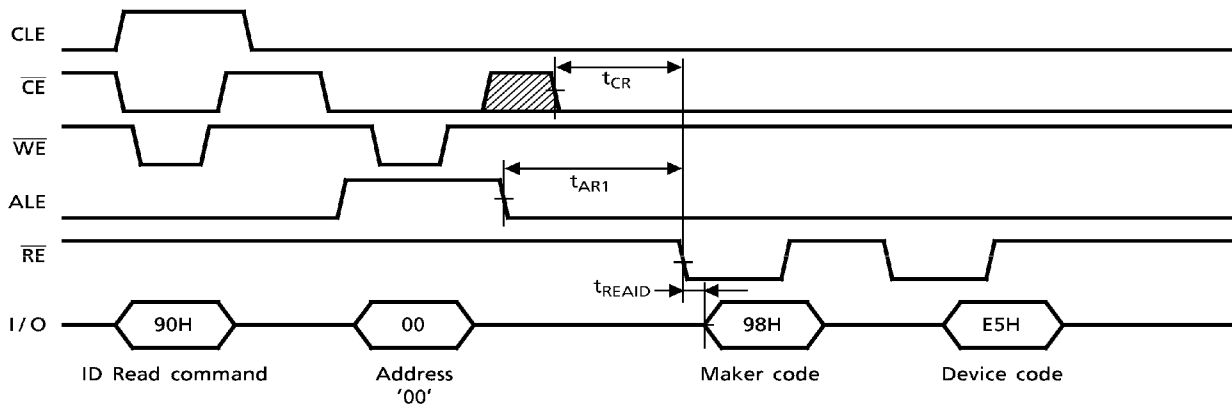 CLE
CE
tCR
WE
tAR1
ALE
RE
tREAID
I/O 90H 00 98H E5H
ID Read command Address Maker code Device code
'00'